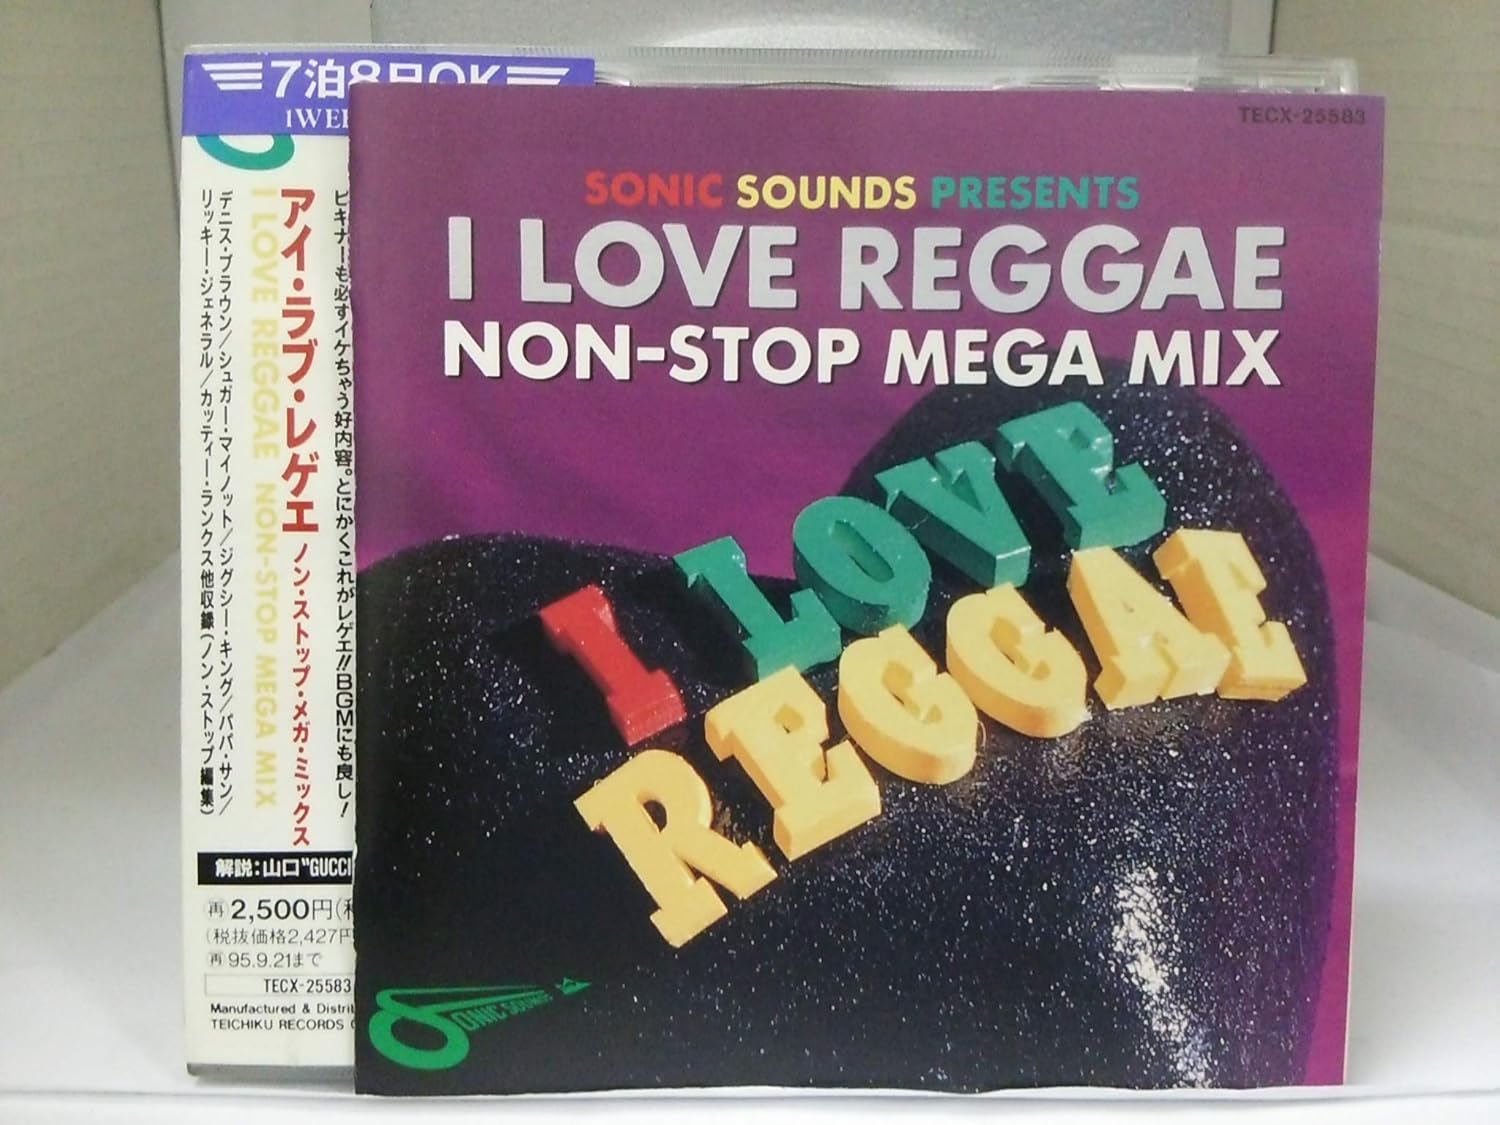 7泊8日OK
TECX-25583
SONIC SOUNDS PRESENTS
I LOVE REGGAE
NON-STOP MEGA MIX
I LOVE
REGGAE
SONIC SOUNDS
ビギナーも必ずイケちゃう好内容。とにかくこれがレゲエ!!BGMにも良し!
アイ・ラブ・レゲエ ノン・ストップ・メガ・ミックス
I LOVE REGGAE NON-STOP MEGA MIX
デニス・ブラウン/シュガー・マイノット/ジグシー・キング/パパ・サン/
リッキー・ジェネラル/カッティー・ランクス他収録(ノン・ストップ編集)
解説:山口"GUCCI
再2,500円
(税抜価格2,427円
再95.9.21まで
TECX-25583
Manufactured &
TEICHIKU RECORDS